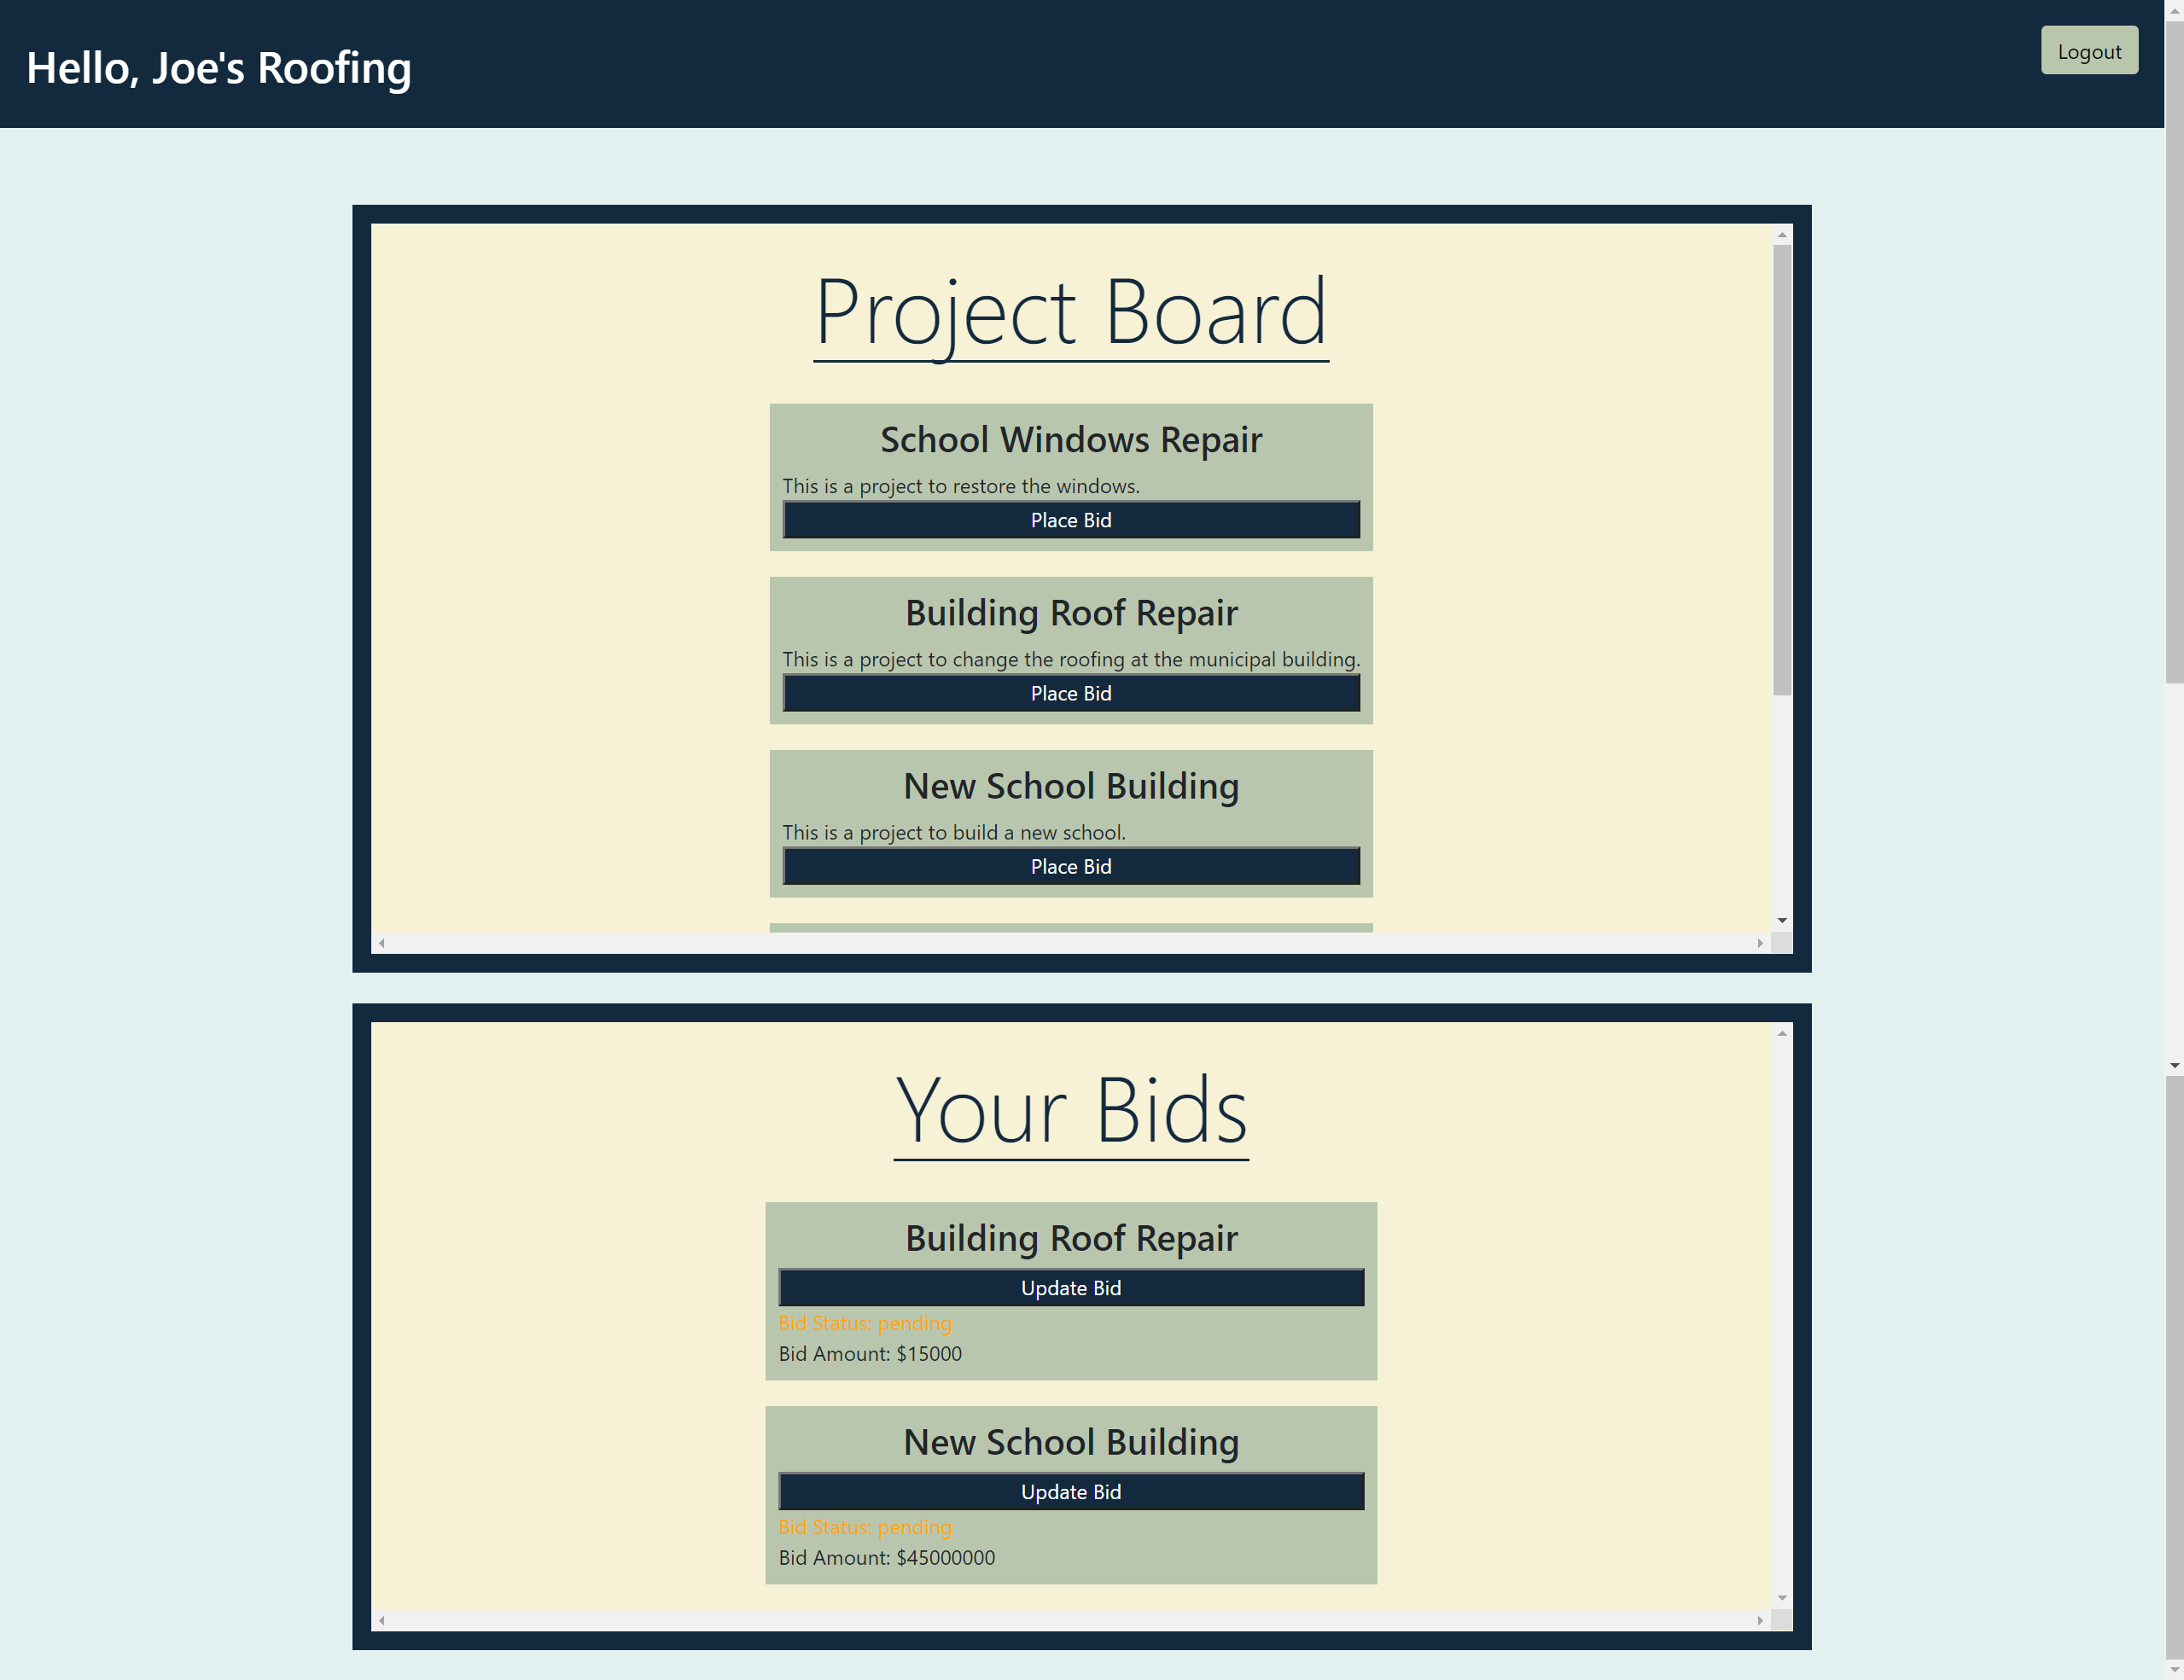 Hello, Joe's Roofing
Logout
Project Board
School Windows Repair
This is a project to restore the windows.
Place Bid
Building Roof Repair
This is a project to change the roofing at the municipal building.
Place Bid
New School Building
This is a project to build a new school.
Place Bid
Your Bids
Building Roof Repair
Update Bid
Bid Status: pending
Bid Amount: $15000
New School Building
Update Bid
Bid Status: pending
Bid Amount: $45000000